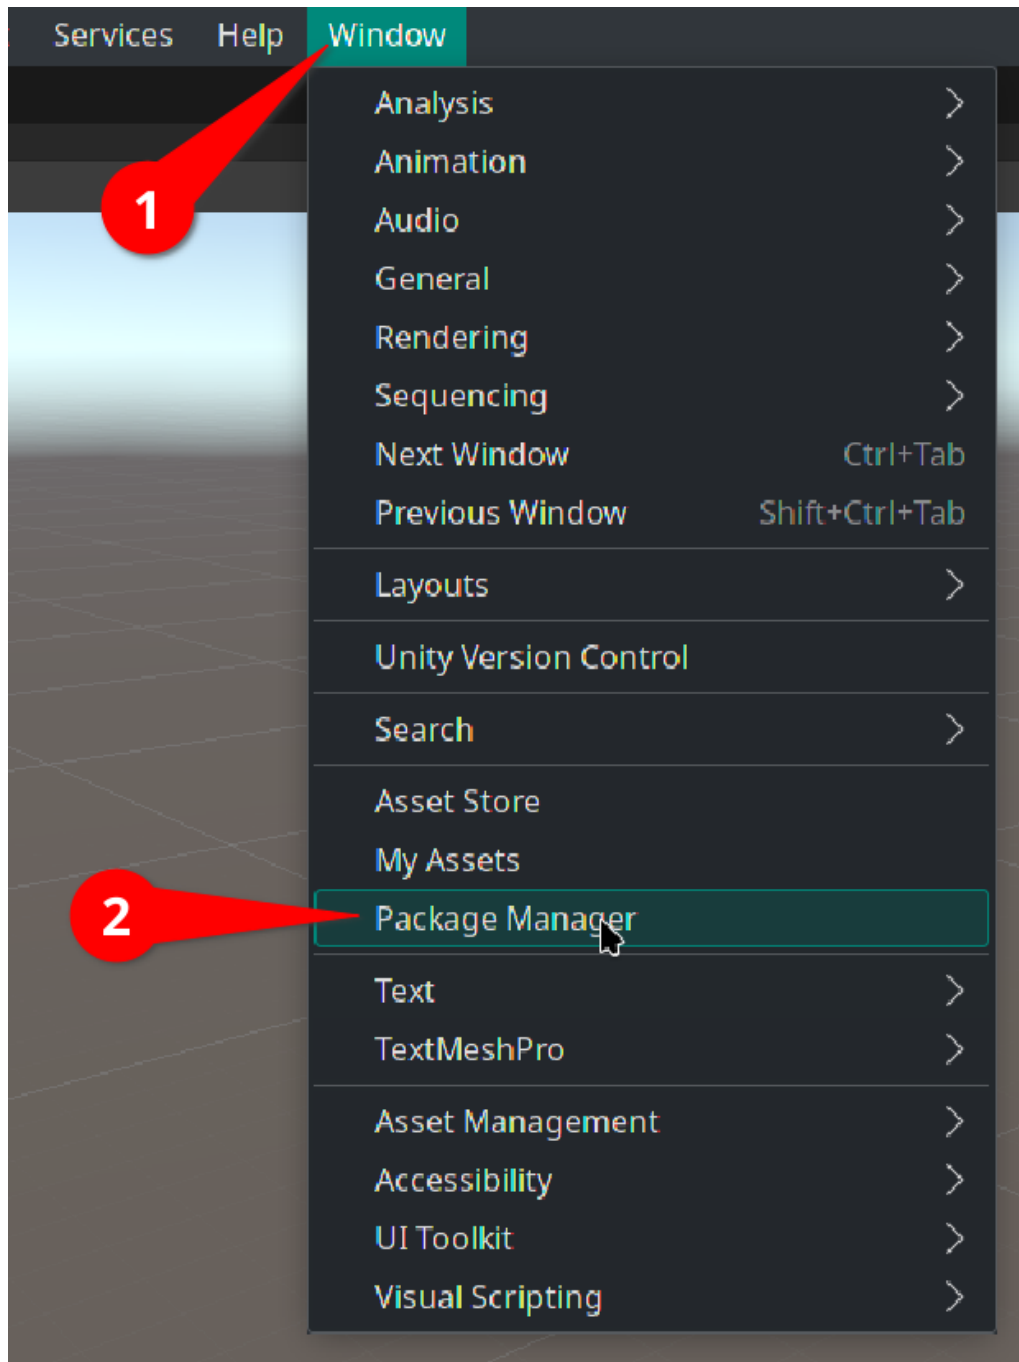 Services Help Window
1
Analysis
Animation
Audio
General
Rendering
Sequencing
Next Window Ctrl+Tab
Previous Window Shift+Ctrl+Tab
Layouts
Unity Version Control
Search
Asset Store
My Assets
2 Package Manager
Text
TextMeshPro
Asset Management
Accessibility
UI Toolkit
Visual Scripting